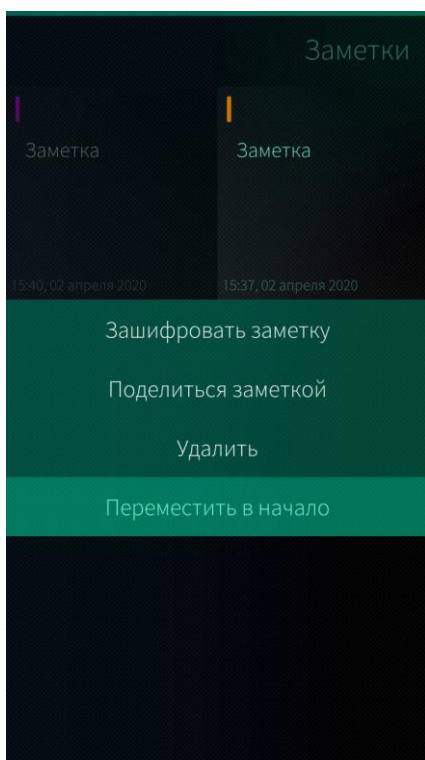 Заметки
Заметка
Заметка
15:40, 02 апреля 2020
15:37, 02 апреля 2020
Зашифровать заметку
Поделиться заметкой
Удалить
Переместить в начало